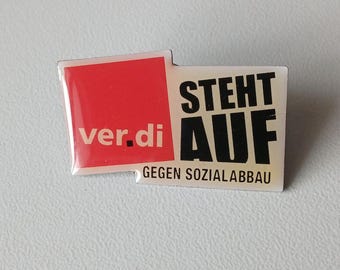 ver.di
STEHT
AUF
GEGEN SOZIALABBAU